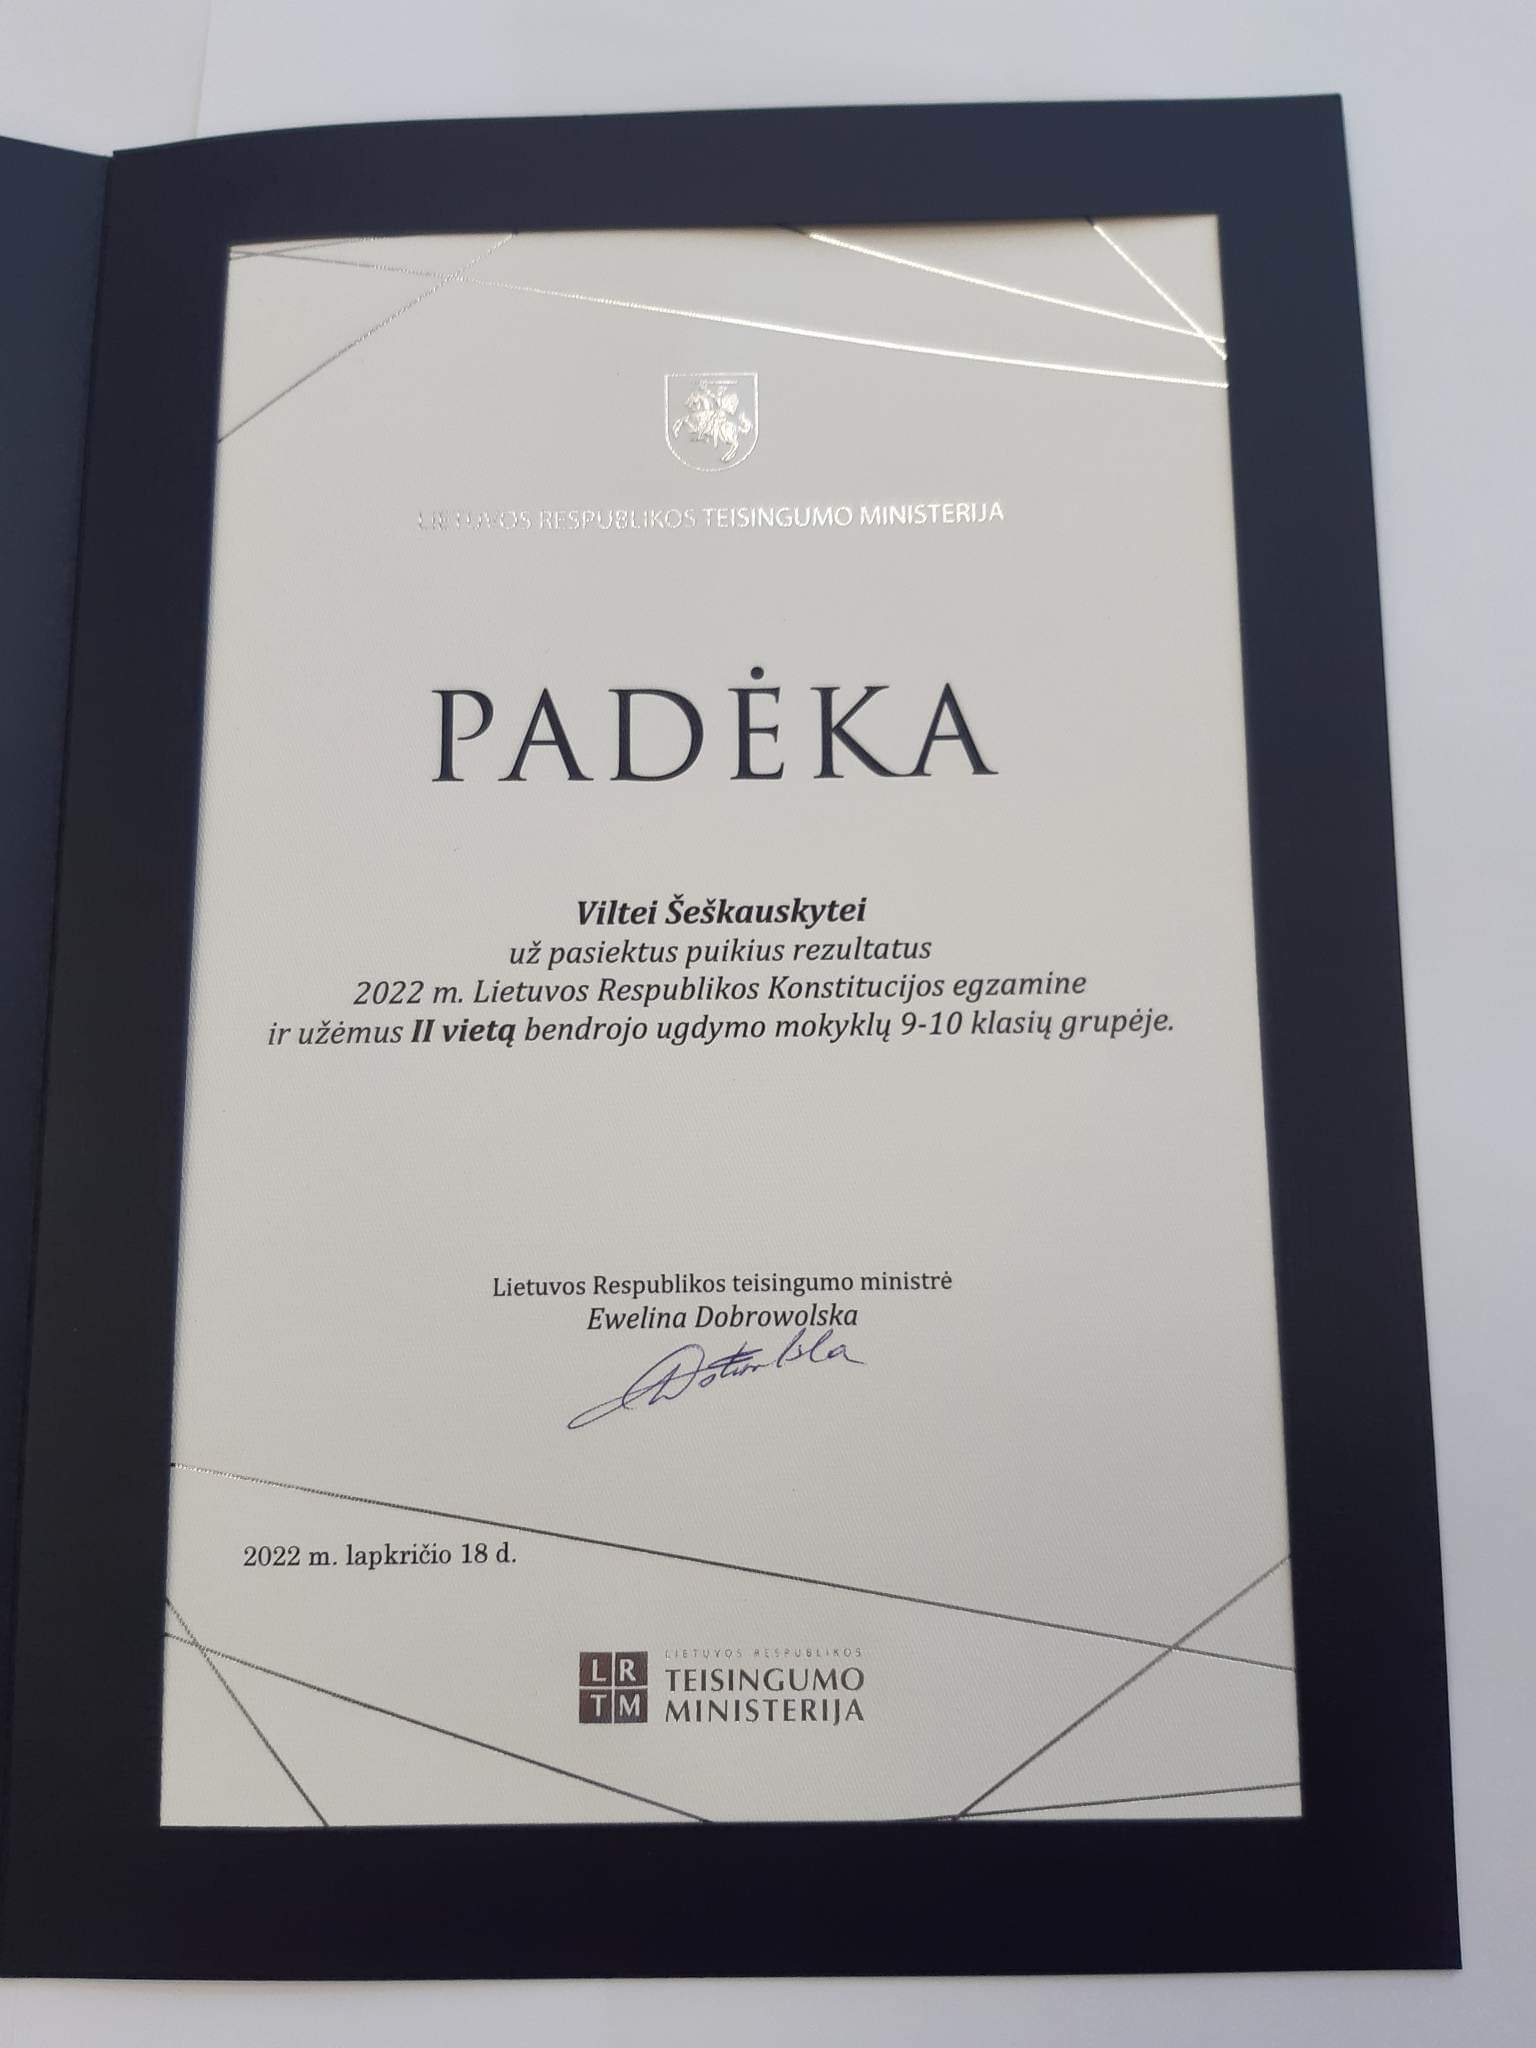 LIETUVOS RESPUBLIKOS TEISINGUMO MINISTERIJA
PADĖKA
Viltei Šeškauskytei
už pasiektus puikius rezultatus
2022 m. Lietuvos Respublikos Konstitucijos egzamine
ir užėmus II vietą bendrojo ugdymo mokyklų 9-10 klasių grupėje.
Lietuvos Respublikos teisingumo ministrė
Ewelina Dobrowolska
2022 m. lapkričio 18 d.
LR
TM
LIETUVOS RESPUBLIKOS
TEISINGUMO
MINISTERIJA